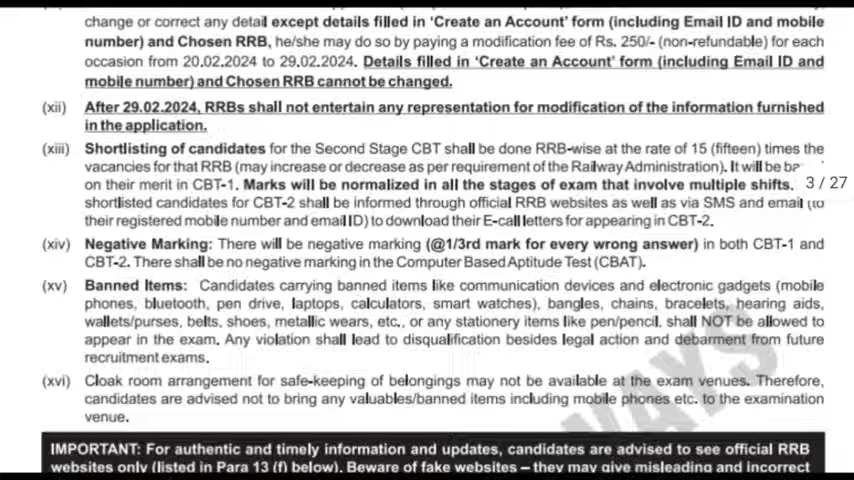 change or correct any detail except details filled in ‘Create an Account’ form (including Email ID and mobile
number) and Chosen RRB, he/she may do so by paying a modification fee of Rs. 250/- (non-refundable) for each
occasion from 20.02.2024 to 29.02.2024. Details filled in ‘Create an Account’ form (including Email ID and
mobile number) and Chosen RRB cannot be changed.
(xii) After 29.02.2024, RRBs shall not entertain any representation for modification of the information furnished
in the application.
(xiii) Shortlisting of candidates for the Second Stage CBT shall be done RRB-wise at the rate of 15 (fifteen) times the
vacancies for that RRB (may increase or decrease as per requirement of the Railway Administration). It will be
on their merit in CBT-1. Marks will be normalized in all the stages of exam that involve multiple shifts.
3 / 27
shortlisted candidates for CBT-2 shall be informed through official RRB websites as well as via SMS and email (to
their registered mobile number and email ID) to download their E-call letters for appearing in CBT-2.
(xiv) Negative Marking: There will be negative marking (@1/3rd mark for every wrong answer) in both CBT-1 and
CBT-2. There shall be no negative marking in the Computer Based Aptitude Test (CBAT).
(xv) Banned Items: Candidates carrying banned items like communication devices and electronic gadgets (mobile
phones, bluetooth, pen drive, laptops, calculators, smart watches), bangles, chains, bracelets, hearing aids,
wallets/purses, belts, shoes, metallic wears, etc., or any stationery items like pen/pencil, shall NOT be allowed to
appear in the exam. Any violation shall lead to disqualification besides legal action and debarment from future
recruitment exams.
(xvi) Cloak room arrangement for safe-keeping of belongings may not be available at the exam venues. Therefore,
candidates are advised not to bring any valuables/banned items including mobile phones etc. to the examination
venue.
WAYS
IMPORTANT: For authentic and timely information and updates, candidates are advised to see official RRB
websites only (listed in Para 13 (f) below). Beware of fake websites – they may give misleading and incorrect